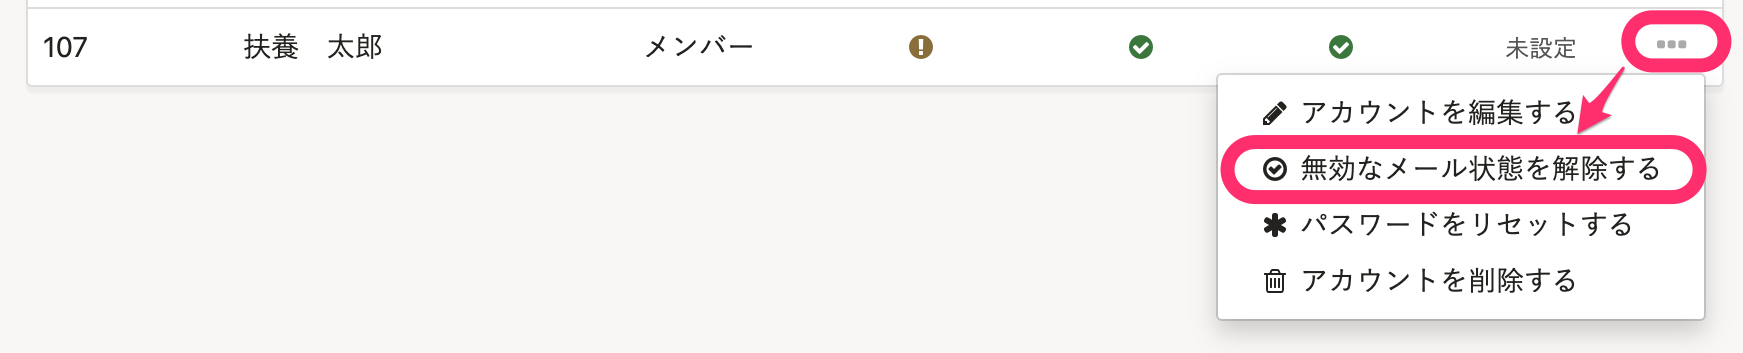 107 扶養　太郎 メンバー 未設定
アカウントを編集する
無効なメール状態を解除する
パスワードをリセットする
アカウントを削除する